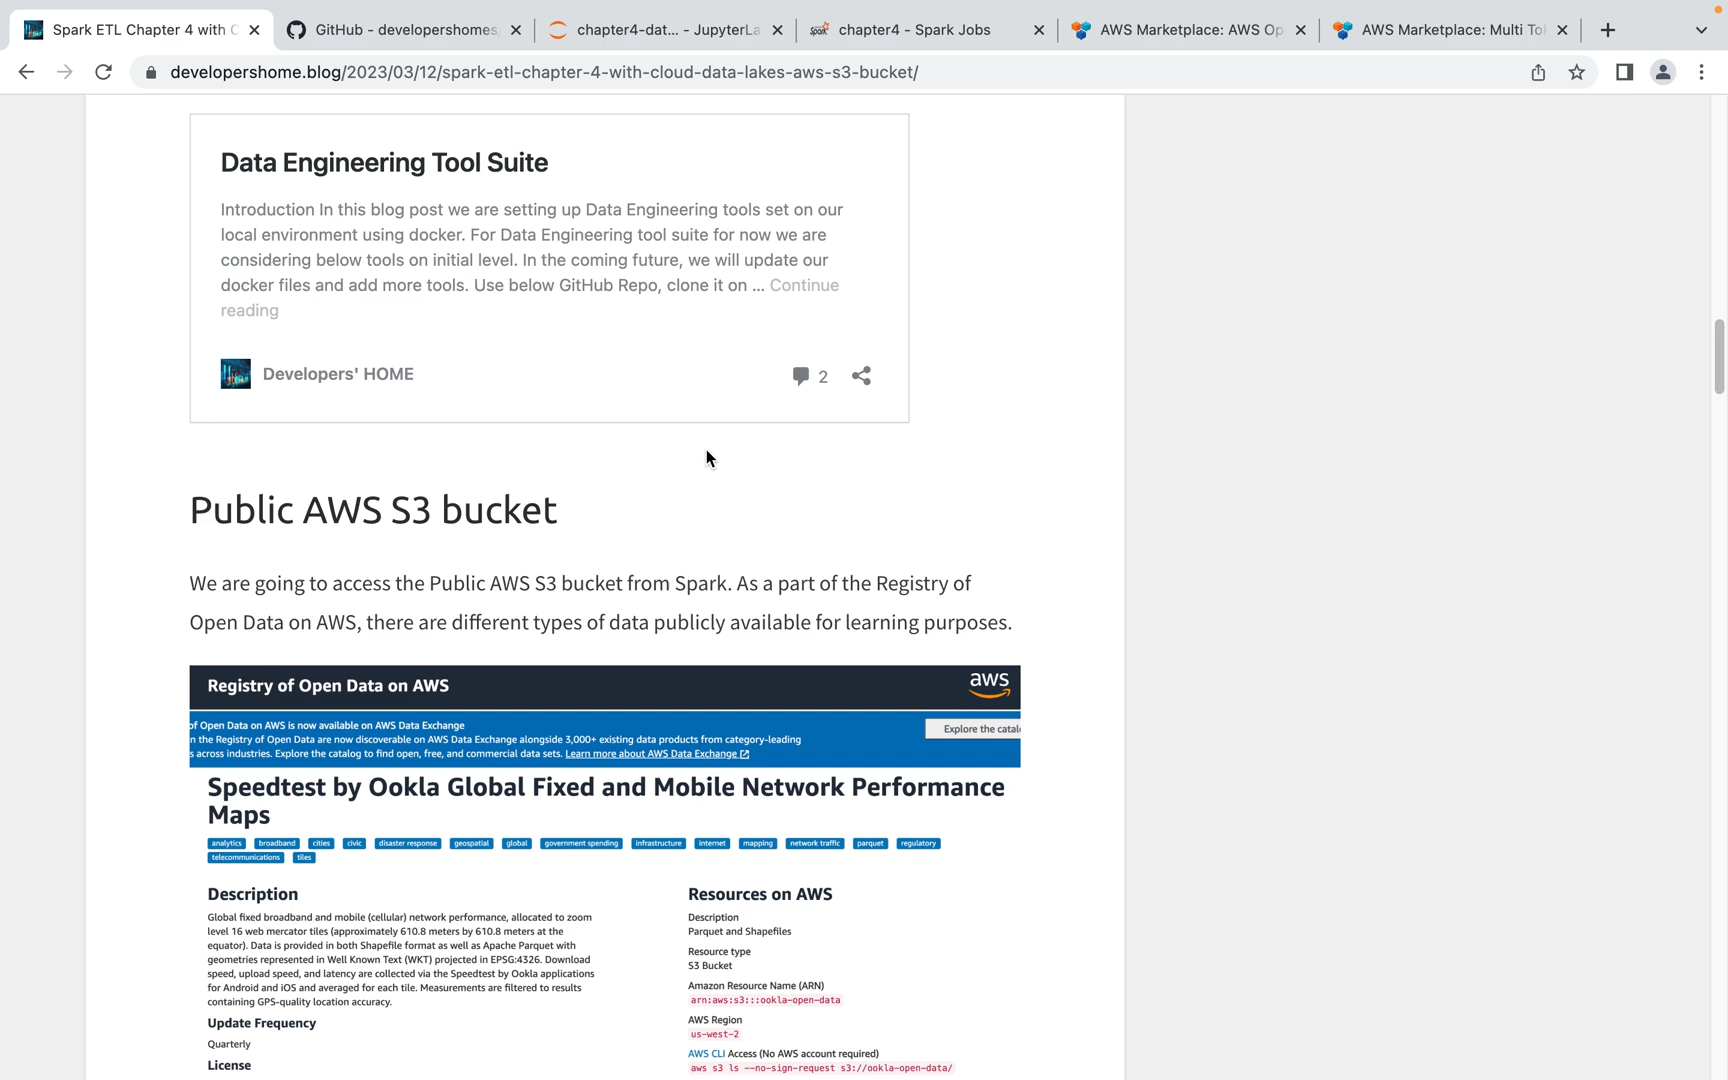 Spark ETL Chapter 4 with C
GitHub - developershomes
chapter4-dat... - JupyterLa
chapter4 - Spark Jobs
AWS Marketplace: AWS Op
AWS Marketplace: Multi To
developershome.blog/2023/03/12/spark-etl-chapter-4-with-cloud-data-lakes-aws-s3-bucket/
Data Engineering Tool Suite
Introduction In this blog post we are setting up Data Engineering tools set on our
local environment using docker. For Data Engineering tool suite for now we are
considering below tools on initial level. In the coming future, we will update our
docker files and add more tools. Use below GitHub Repo, clone it on ... Continue
reading
Developers' HOME
2
Public AWS S3 bucket
We are going to access the Public AWS S3 bucket from Spark. As a part of the Registry of
Open Data on AWS, there are different types of data publicly available for learning purposes.
Registry of Open Data on AWS
aws
of Open Data on AWS is now available on AWS Data Exchange
n the Registry of Open Data are now discoverable on AWS Data Exchange alongside 3,000+ existing data products from category-leading
s across industries. Explore the catalog to find open, free, and commercial data sets. Learn more about AWS Data Exchange
Explore the catal
Speedtest by Ookla Global Fixed and Mobile Network Performance
Maps
analytics broadband cities civic disaster response geospatial global government spending infrastructure internet mapping network traffic parquet regulatory
telecommunications tiles
Description
Global fixed broadband and mobile (cellular) network performance, allocated to zoom
level 16 web mercator tiles (approximately 610.8 meters by 610.8 meters at the
equator). Data is provided in both Shapefile format as well as Apache Parquet with
geometries represented in Well Known Text (WKT) projected in EPSG:4326. Download
speed, upload speed, and latency are collected via the Speedtest by Ookla applications
for Android and iOS and averaged for each tile. Measurements are filtered to results
containing GPS-quality location accuracy.
Update Frequency
Quarterly
License
Resources on AWS
Description
Parquet and Shapefiles
Resource type
S3 Bucket
Amazon Resource Name (ARN)
arn:aws:s3:::ookla-open-data
AWS Region
us-west-2
AWS CLI Access (No AWS account required)
aws s3 ls --no-sign-request s3://ookla-open-data/